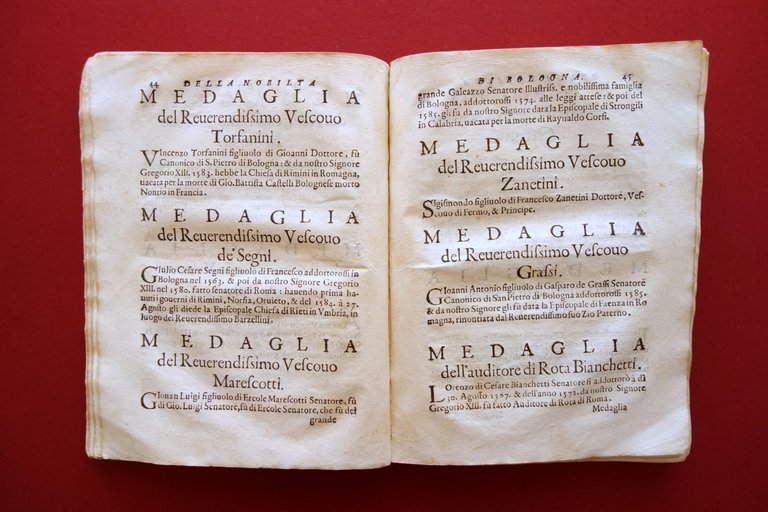 44 DELLA NOBILTA
MEDAGLIA
del Reuerendissimo Vescouo
Torfanini.
Vincenzo Torfanini figliuolo di Gioanni Dottore, fù
Canonico di S. Pietro di Bologna: & da nostro Signore
Gregorio XIII. 1583. hebbe la Chiesa di Rimini in Romagna,
uacata per la morte di Gio. Battista Castelli Bolognese morto
Nontio in Francia.
MEDAGLIA
del Reuerendissimo Vescouo
de' Segni.
Giulio Cesare Segni figliuolo di Francesco addottorossi in
Bologna nel 1563. & poi da nostro Signore Gregorio
XIII. nel 1580. fatto senatore di Roma: hauendo prima ha
uuti gouerni di Rimini, Norsia, Oruieto, & del 1584. à 27.
Agosto gli diede la Episcopale Chiesa di Rieti in Vmbria, in
luogo del Reuerendissimo Barzellini.
MEDAGLIA
del Reuerendissimo Vescouo
Marescotti.
Giouan Luigi figliuolo di Ercole Marescotti Senatore, fù
di Gio. Luigi Senatore, fù di Ercole Senatore, che fù del
grande
DI BOLOGNA. 45
grande Galeazzo Senatore Illustriss. e nobilissima famiglia
di Bologna, addottorossi 1574. alle leggi attese: & poi del
1585. gli fù da nostro Signore data la Episcopale di Strongili
in Calabria, uacata per la morte di Raynaldo Corsi.
MEDAGLIA
del Reuerendissimo Vescouo
Zanetini.
Sigismondo figliuolo di Francesco Zanetini Dottore, Ves-
couo di Fermo, & Principe.
MEDAGLIA
del Reuerendissimo Vescouo
Grassi.
Gioanni Antonio figliuolo di Gasparo de Grassi Senatore
Canonico di San Pietro di Bologna addottorossi 1585.
& da nostro Signore gli fù data la Episcopale di Faenza in Ro
magna, rinontiata dal Reuerendissimo suo Zio Paterno.
MEDAGLIA
dell'auditore di Rota Bianchetti.
Lorenzo di Cesare Bianchetti Senatore si addottorò à dì
30. Agosto & dell'anno 1572. da nostro Signore
Gregorio XIII. fù fatto Auditore di Rota di Roma.
Medaglia